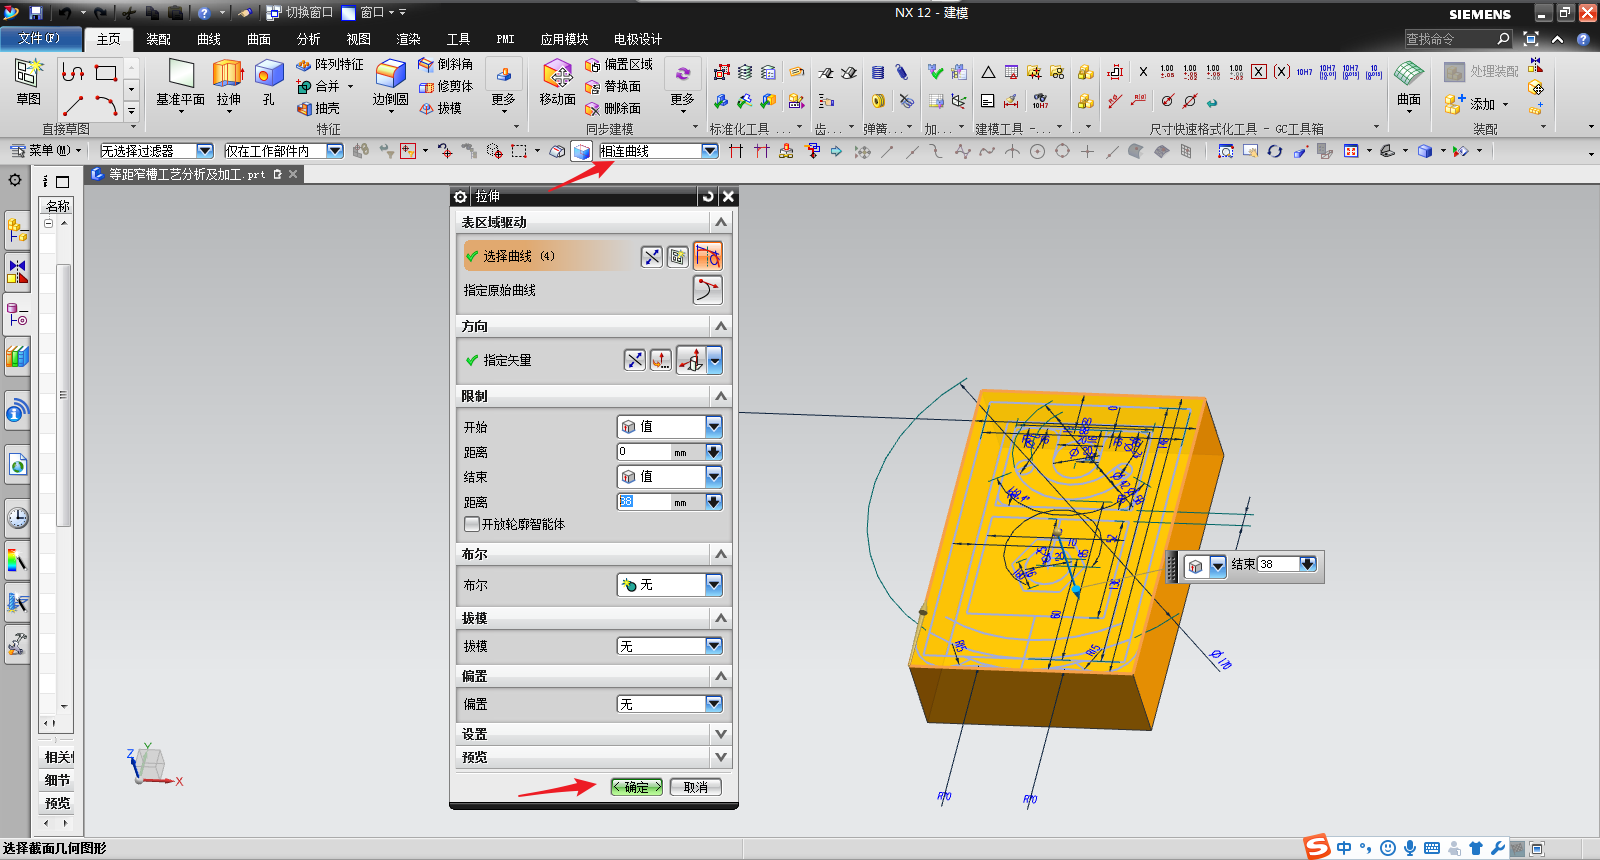 切换窗口 窗口 NX 12 - 建模 SIEMENS
文件(F) 主页 装配 曲线 曲面 分析 视图 渲染 工具 PMI 应用模块 电极设计 查找命令
草图 基准平面 拉伸 孔 阵列特征 合并 抽壳 边倒圆 倒斜角 修剪体 拔模 更多 移动面 偏置区域 替换面 删除面 更多 曲面 处理装配 添加
直接草图 特征 同步建模 标准化工具 - ... 齿... 弹簧... 加... 建模工具 - ... 尺寸快速格式化工具 - GC工具箱 装配
菜单(M) 无选择过滤器 仅在工作部件内 相连曲线
等距窄槽工艺分析及加工.prt
名称
拉伸
表区域驱动
选择曲线 (4)
指定原始曲线
方向
指定矢量
限制
开始 值
距离 0 mm
结束 值
距离 38 mm
开放轮廓智能体
布尔
布尔 无
拔模
拔模 无
偏置
偏置 无
设置
预览
<确定> 取消
结束 38
Ø170
R15
R15
R10
R10
Z Y X
相关性
细节
预览
选择截面几何图形
中